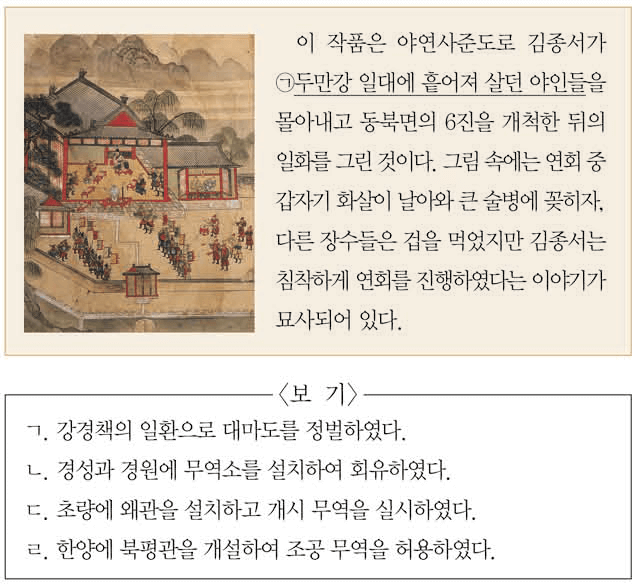 이 작품은 야연사준도로 김종서가
㉠두만강 일대에 흩어져 살던 야인들을
몰아내고 동북면의 6진을 개척한 뒤의
일화를 그린 것이다. 그림 속에는 연회 중
갑자기 화살이 날아와 큰 술병에 꽂히자,
다른 장수들은 겁을 먹었지만 김종서는
침착하게 연회를 진행하였다는 이야기가
묘사되어 있다.
〈보 기〉
ㄱ. 강경책의 일환으로 대마도를 정벌하였다.
ㄴ. 경성과 경원에 무역소를 설치하여 회유하였다.
ㄷ. 초량에 왜관을 설치하고 개시 무역을 실시하였다.
ㄹ. 한양에 북평관을 개설하여 조공 무역을 허용하였다.